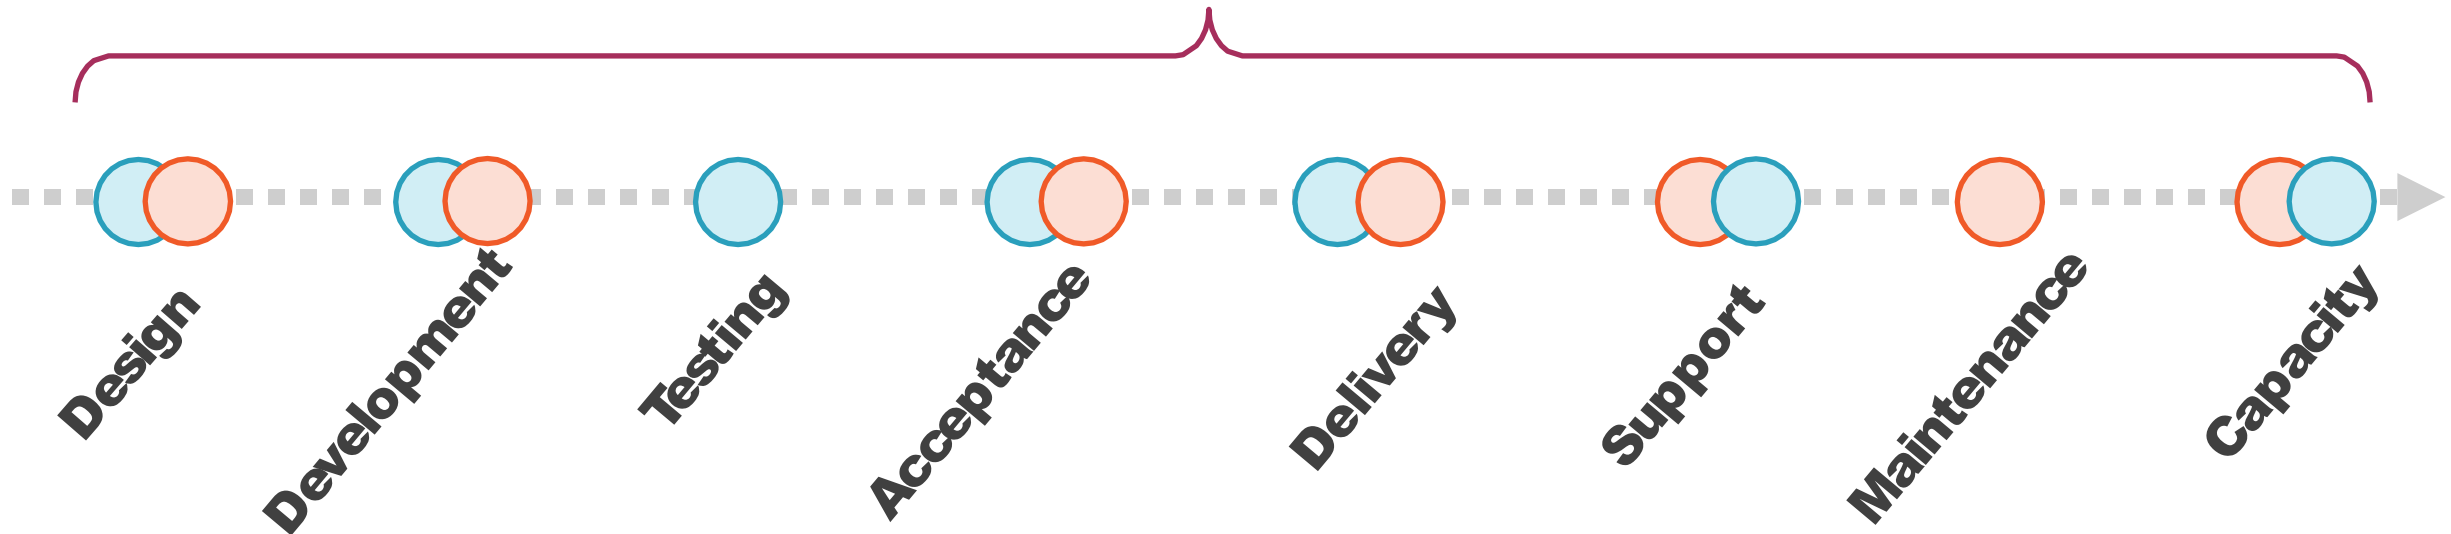 Design
Development
Testing
Acceptance
Delivery
Support
Maintenance
Capacity